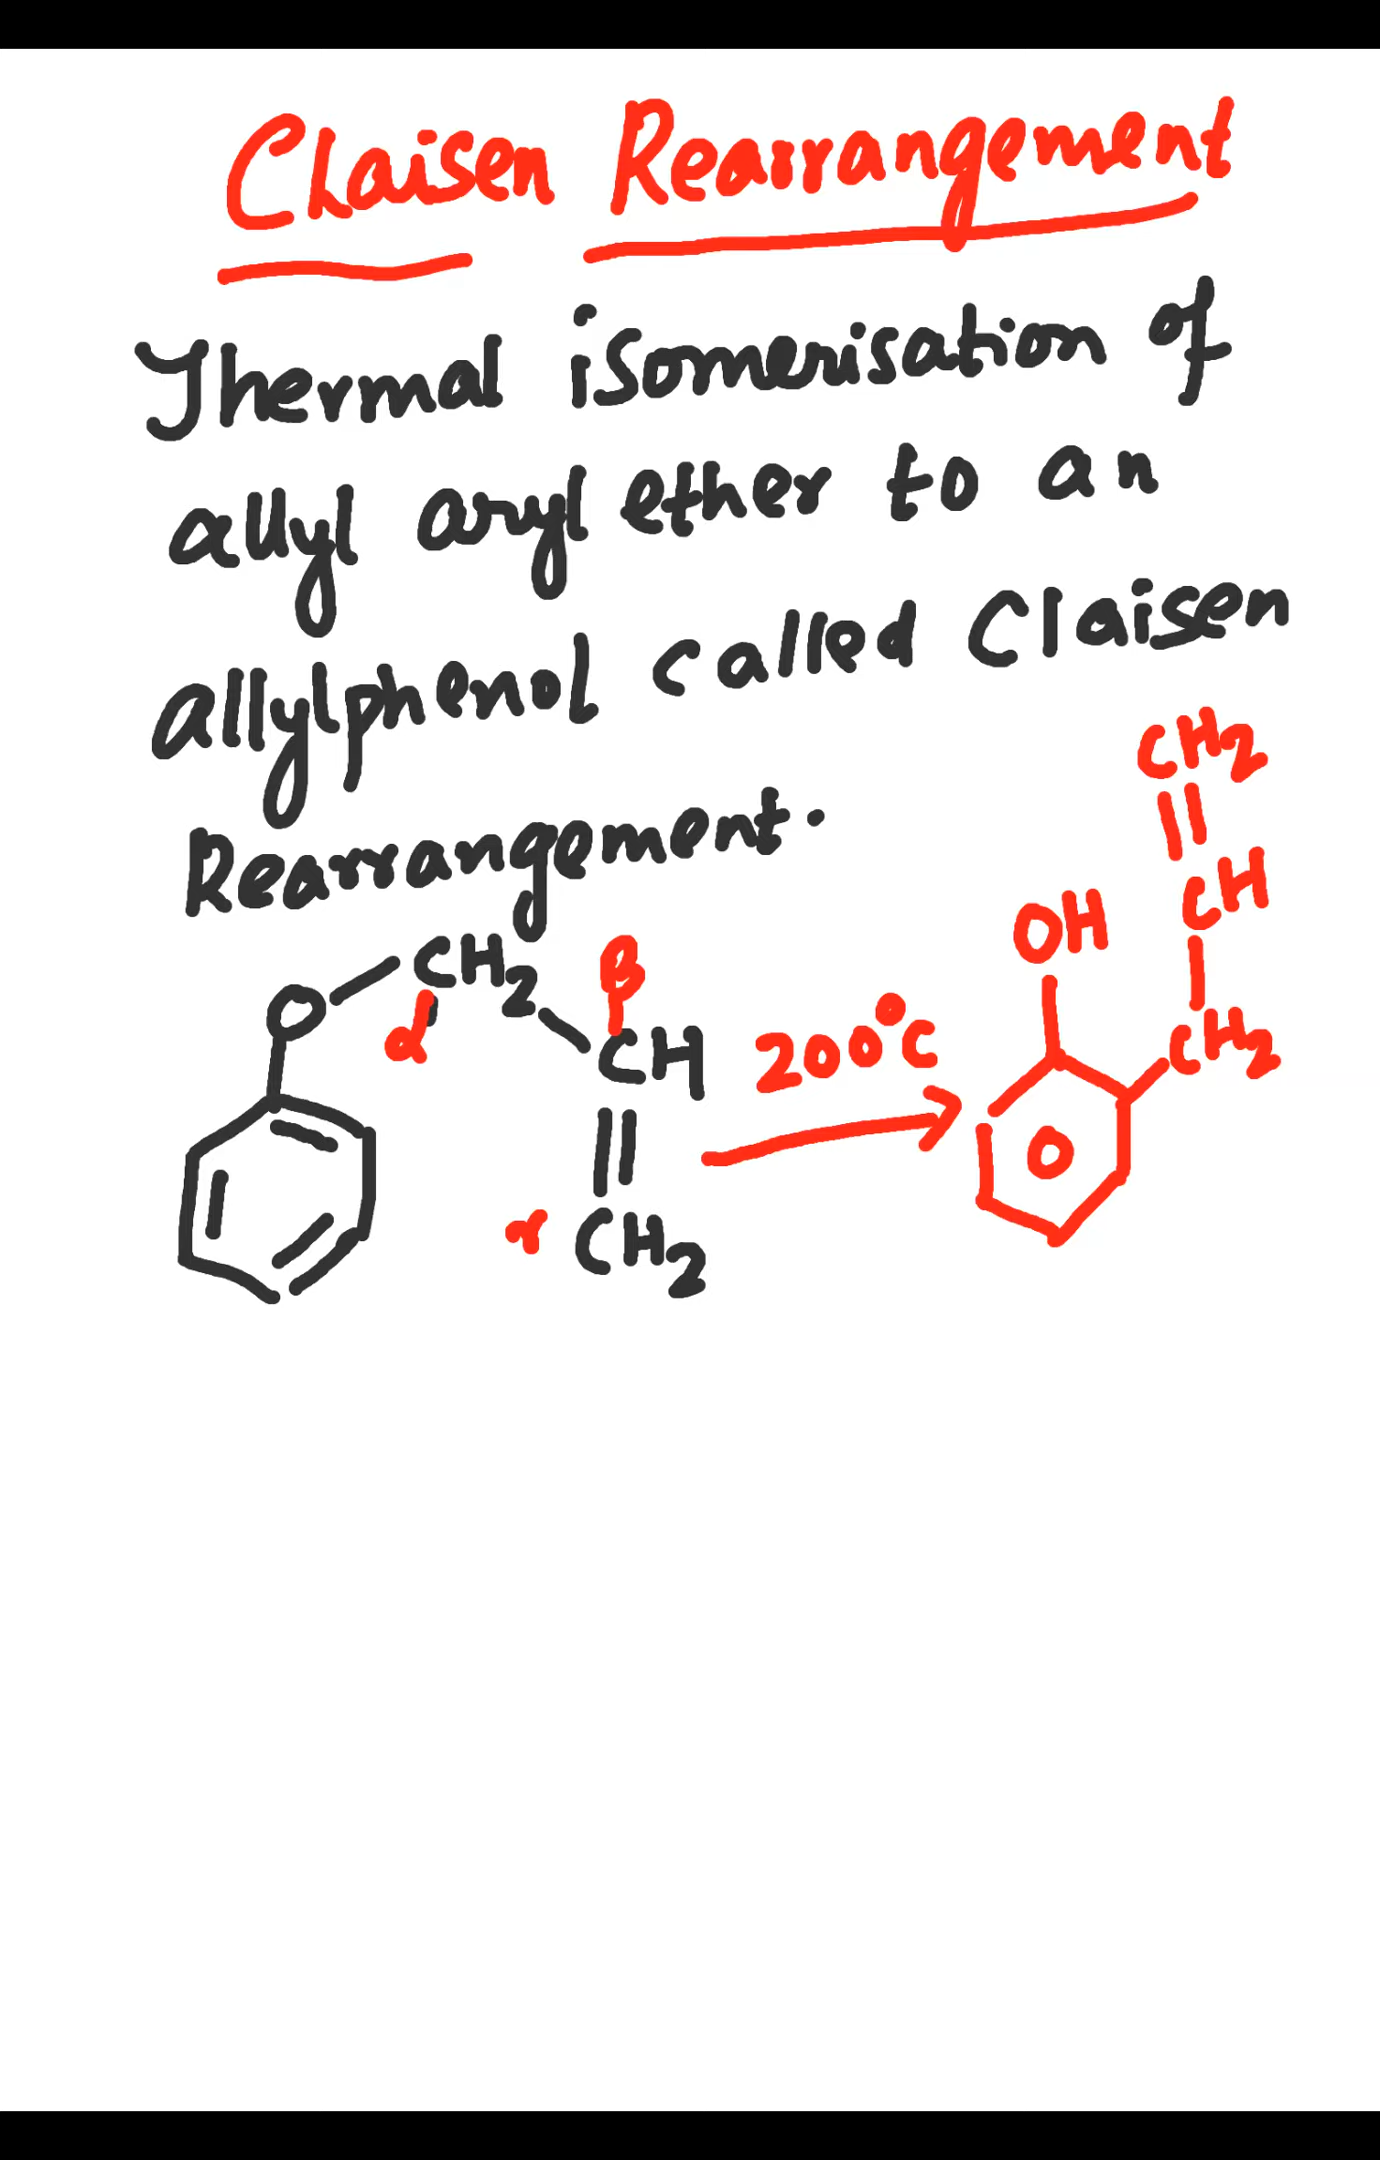 Claisen Rearrangement
Thermal isomerisation of
allyl aryl ether to an
allylphenol called Claisen
Rearrangement.
O CH2
α
β
CH
CH2
γ
200°C
OH
CH2
CH
CH2